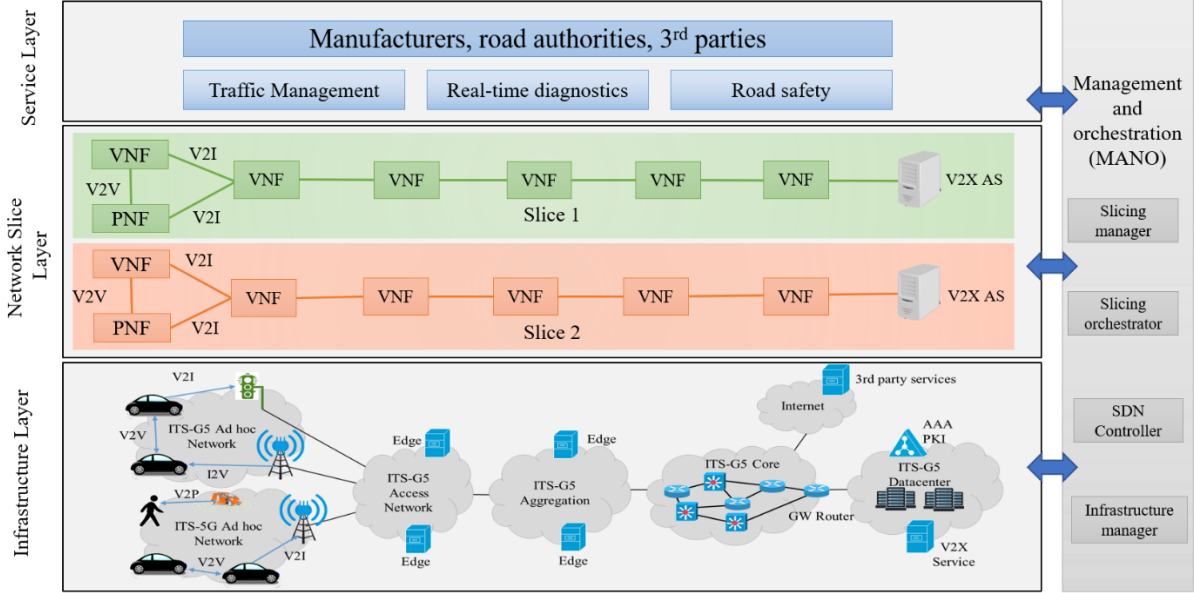 Service Layer
Manufacturers, road authorities, 3rd parties
Traffic Management
Real-time diagnostics
Road safety
Network Slice
Layer
VNF
V2I
V2V
PNF
V2I
VNF
VNF
VNF
VNF
VNF
V2X AS
Slice 1
VNF
V2I
V2V
PNF
V2I
VNF
VNF
VNF
VNF
VNF
V2X AS
Slice 2
Infrastructure Layer
V2I
ITS-G5 Ad hoc
Network
V2V
I2V
V2P
ITS-5G Ad hoc
Network
V2I
V2V
Edge
ITS-G5
Access
Network
Edge
Edge
ITS-G5
Aggregation
Edge
3rd party services
Internet
ITS-G5 Core
GW Router
AAA
PKI
ITS-G5
Datacenter
V2X
Service
Management
and
orchestration
(MANO)
Slicing
manager
Slicing
orchestrator
SDN
Controller
Infrastructure
manager